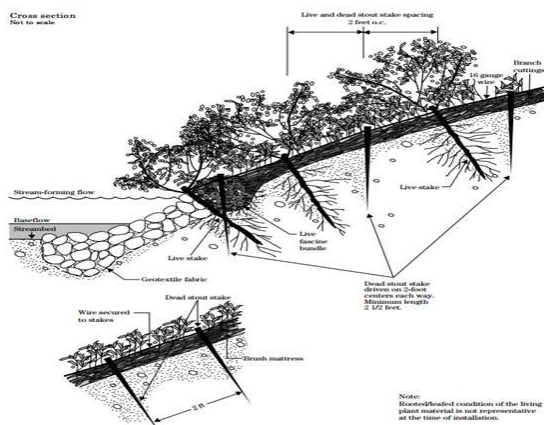 Cross section
Not to scale
Live and dead stout stake spacing
2 feet o.c.
Branch
cuttings
16 gauge
wire
Stream-forming flow
Live stake
Baseflow
Streambed
Live
fascine
bundle
Live stake
Geotextile fabric
Dead stout stake
driven on 2-foot
centers each way.
Minimum length
2 1/2 feet.
Dead stout stake
Wire secured
to stakes
Brush mattress
2 ft
Note:
Rooted/leafed condition of the living
plant material is not representative
at the time of installation.